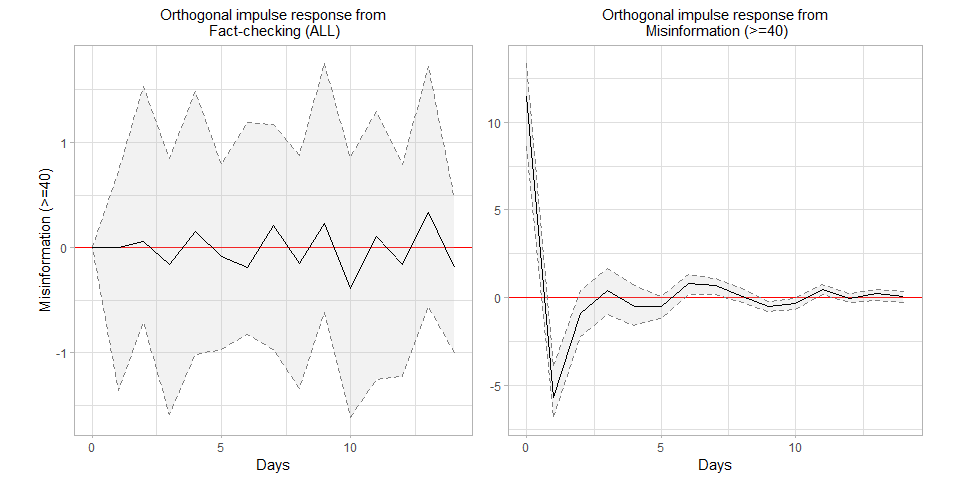 Orthogonal impulse response from
Fact-checking (ALL)
Misinformation (>=40)
1
0
-1
0
5
10
Days
Orthogonal impulse response from
Misinformation (>=40)
10
5
0
-5
0
5
10
Days